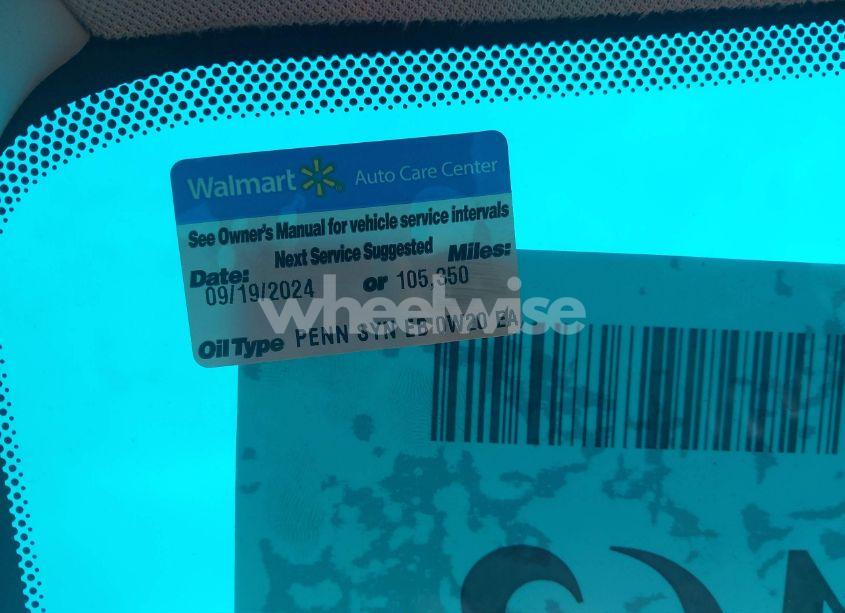 Walmart Auto Care Center
See Owner's Manual for vehicle service intervals
Next Service Suggested
Date: Miles:
09/19/2024 or 105,350
wheelwise
Oil Type PENN SYN EB 0W20 EA